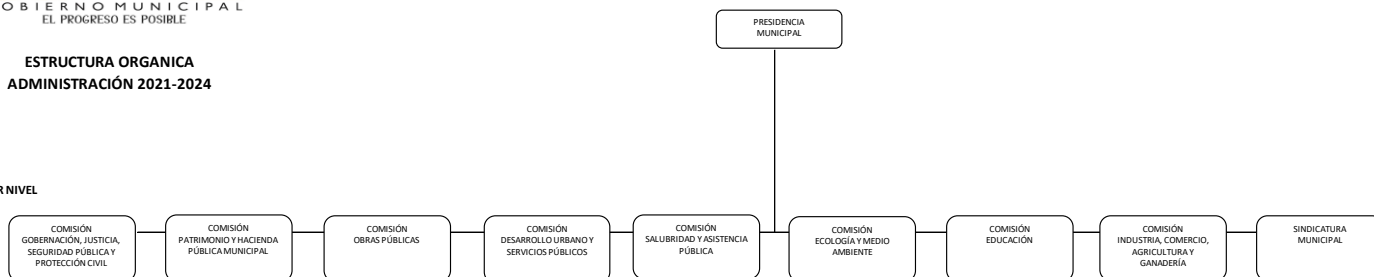 OBIERNO MUNICIPAL
EL PROGRESO ES POSIBLE
ESTRUCTURA ORGANICA
ADMINISTRACIÓN 2021-2024
PRESIDENCIA
MUNICIPAL
R NIVEL
COMISIÓN
GOBERNACIÓN, JUSTICIA,
SEGURIDAD PÚBLICA Y
PROTECCIÓN CIVIL
COMISIÓN
PATRIMONIO Y HACIENDA
PÚBLICA MUNICIPAL
COMISIÓN
OBRAS PÚBLICAS
COMISIÓN
DESARROLLO URBANO Y
SERVICIOS PÚBLICOS
COMISIÓN
SALUBRIDAD Y ASISTENCIA
PÚBLICA
COMISIÓN
ECOLOGÍA Y MEDIO
AMBIENTE
COMISIÓN
EDUCACIÓN
COMISIÓN
INDUSTRIA, COMERCIO,
AGRICULTURA Y
GANADERÍA
SINDICATURA
MUNICIPAL